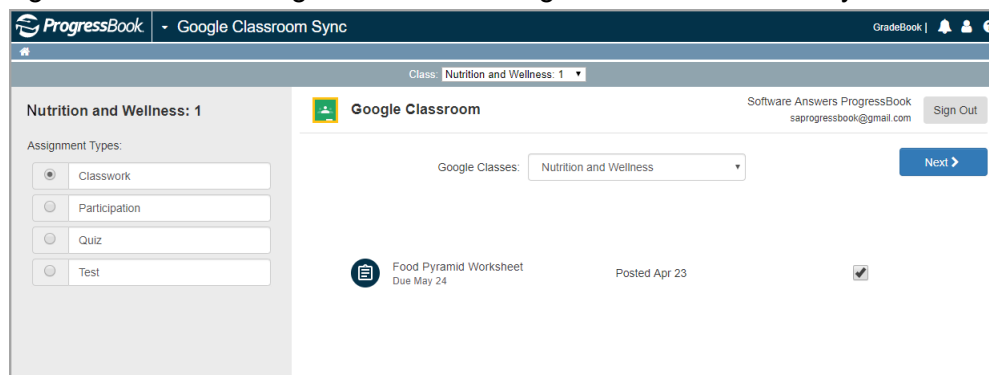 ProgressBook - Google Classroom Sync GradeBook |
Class: Nutrition and Wellness: 1
Nutrition and Wellness: 1
Google Classroom
Software Answers ProgressBook
saprogressbook@gmail.com
Sign Out
Assignment Types:
Google Classes: Nutrition and Wellness
Next
Classwork
Participation
Quiz
Test
Food Pyramid Worksheet
Due May 24
Posted Apr 23